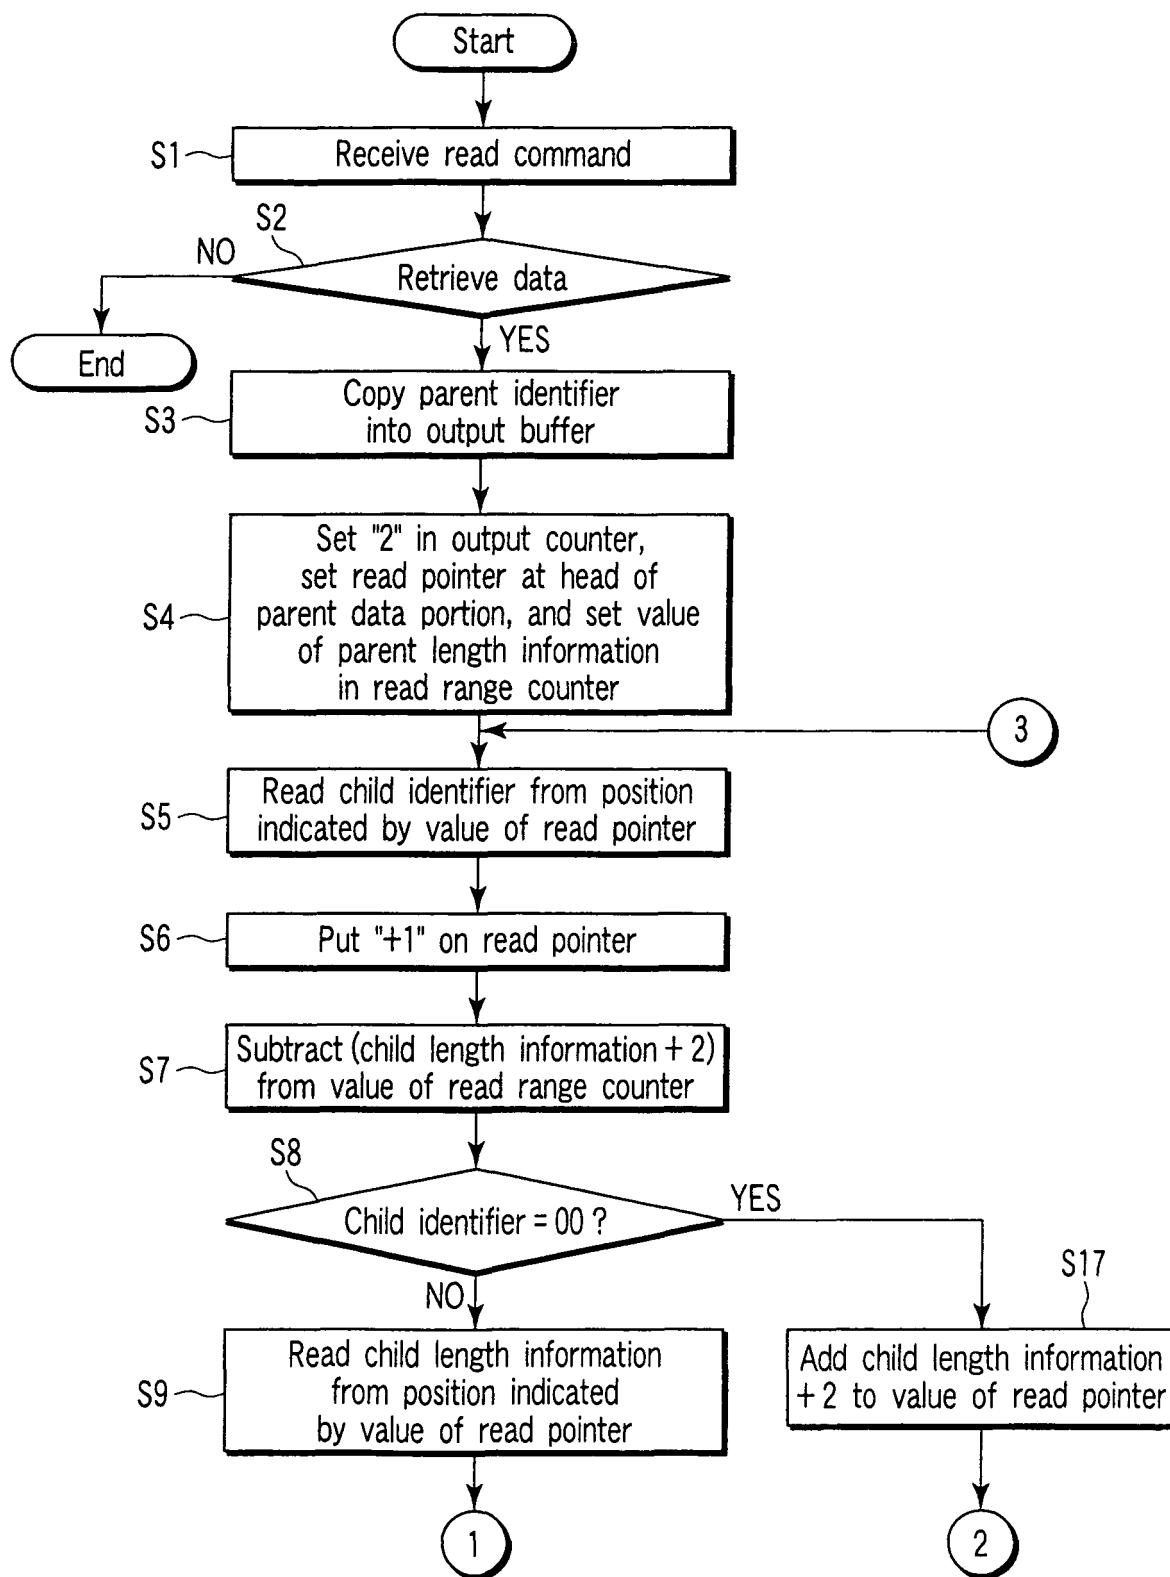 Start
S1
Receive read command
S2
NO
Retrieve data
End
YES
S3
Copy parent identifier
into output buffer
S4
Set "2" in output counter,
set read pointer at head of
parent data portion, and set value
of parent length information
in read range counter
3
S5
Read child identifier from position
indicated by value of read pointer
S6
Put "+1" on read pointer
S7
Subtract (child length information + 2)
from value of read range counter
S8
Child identifier = 00 ?
YES
NO
S9
Read child length information
from position indicated
by value of read pointer
S17
Add child length information
+ 2 to value of read pointer
1
2